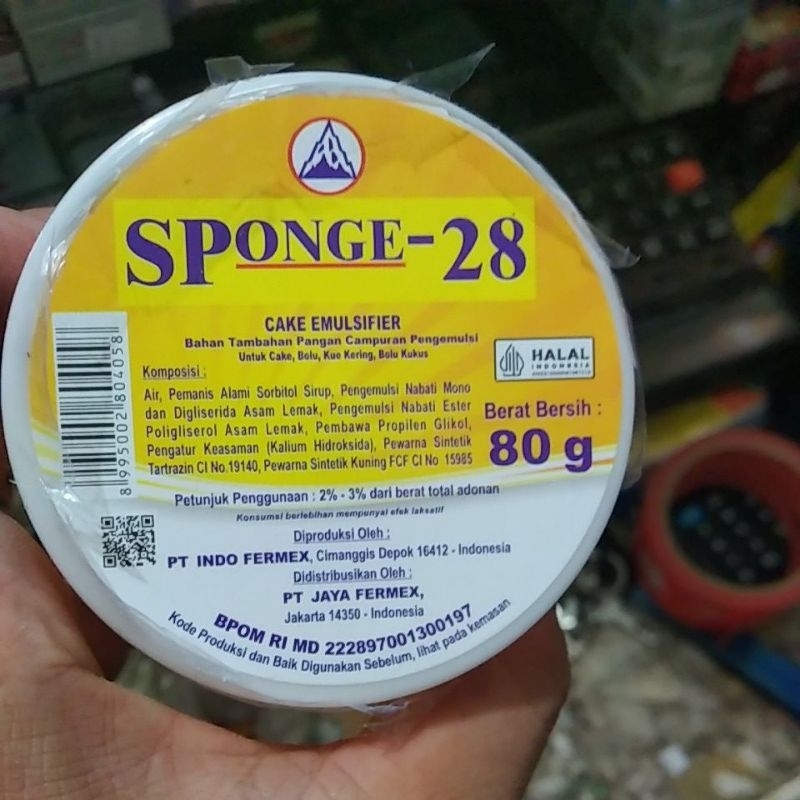 SPONGE-28
CAKE EMULSIFIER
Bahan Tambahan Pangan Campuran Pengemulsi
Untuk Cake, Bolu, Kue Kering, Bolu Kukus
HALAL
INDONESIA
Komposisi :
Air, Pemanis Alami Sorbitol Sirup, Pengemulsi Nabati Mono
dan Digliserida Asam Lemak, Pengemulsi Nabati Ester
Poligliserol Asam Lemak, Pembawa Propilen Glikol,
Pengatur Keasaman (Kalium Hidroksida), Pewarna Sintetik
Tartrazin CI No.19140, Pewarna Sintetik Kuning FCF CI No 15985
Berat Bersih :
80 g
8 995002 804058
Petunjuk Penggunaan : 2% - 3% dari berat total adonan
Konsumsi berlebihan mempunyai efek laksatif
Diproduksi Oleh :
PT INDO FERMEX, Cimanggis Depok 16412 - Indonesia
Didistribusikan Oleh :
PT JAYA FERMEX,
Jakarta 14350 - Indonesia
BPOM RI MD 222897001300197
Kode Produksi dan Baik Digunakan Sebelum, lihat pada kemasan